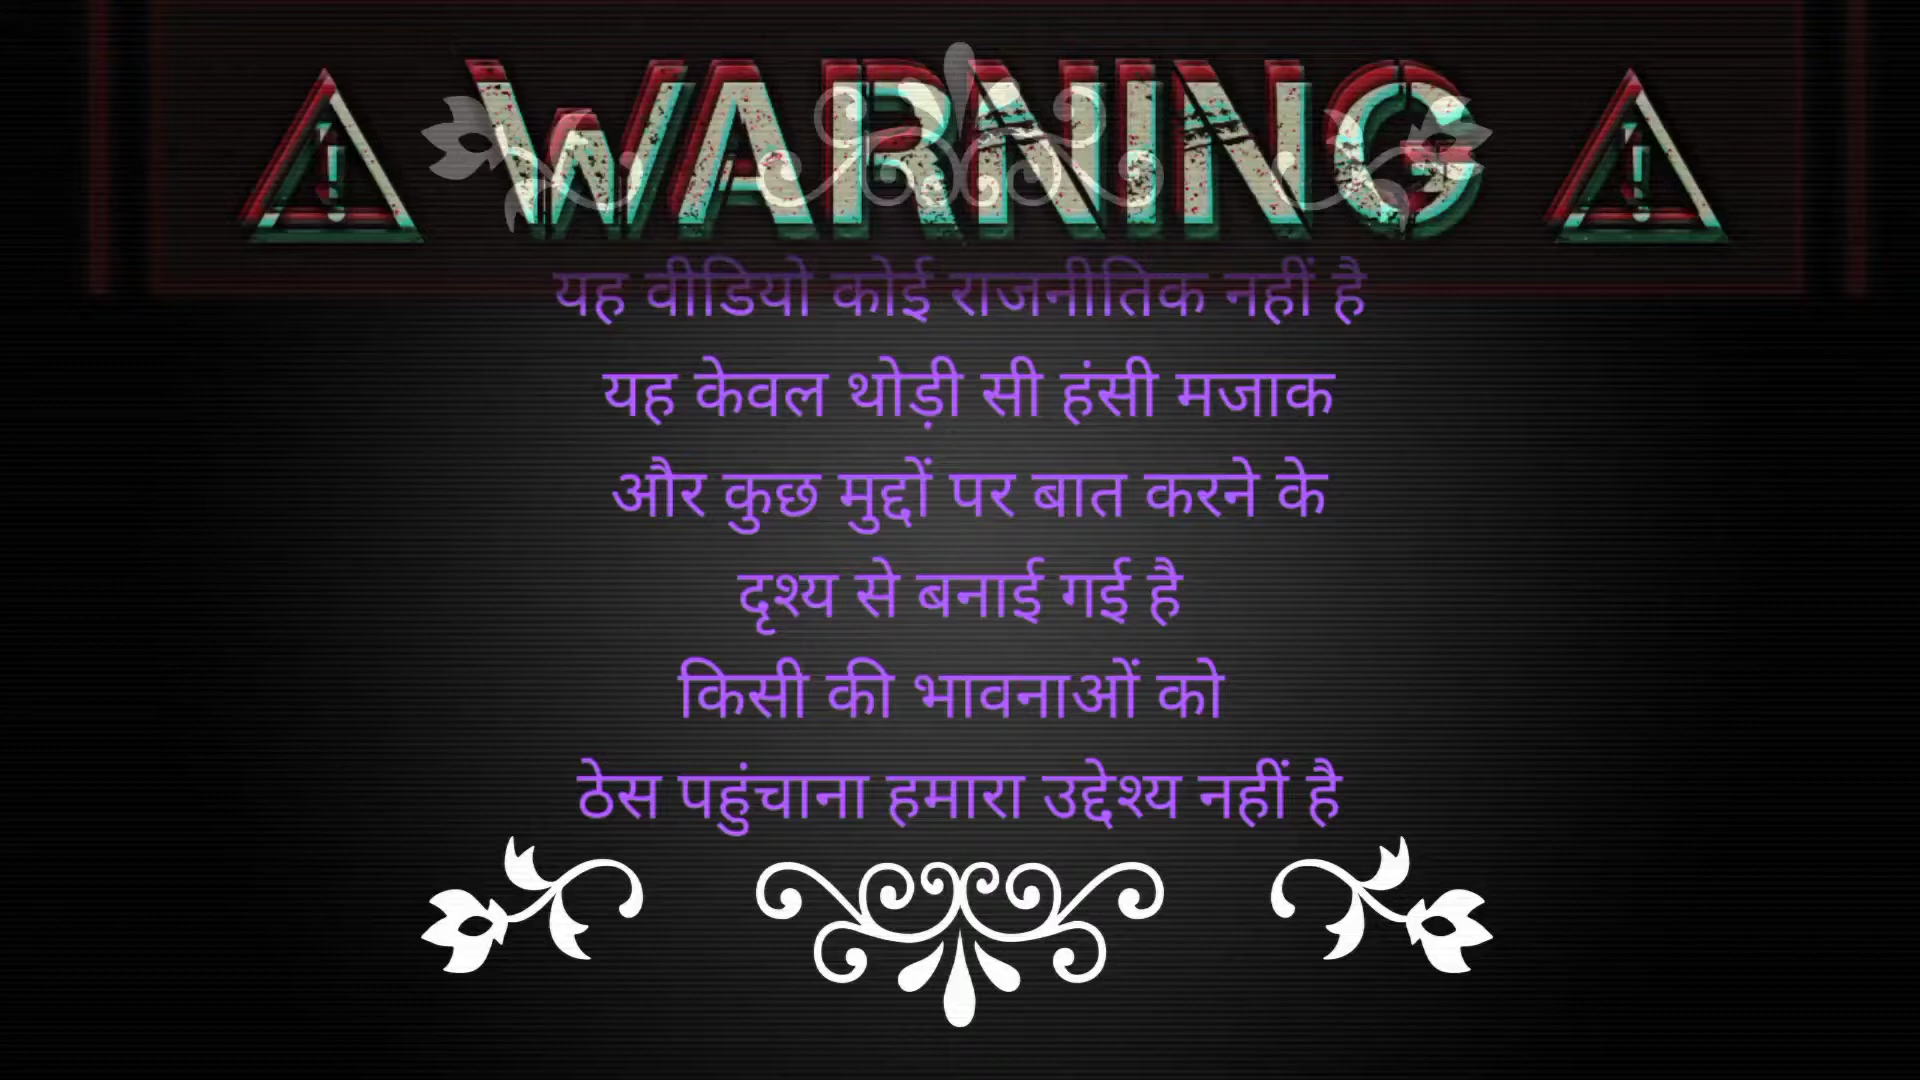 WARNING
यह वीडियो कोई राजनीतिक नहीं है
यह केवल थोड़ी सी हंसी मजाक
और कुछ मुद्दों पर बात करने के
दृश्य से बनाई गई है
किसी की भावनाओं को
ठेस पहुंचाना हमारा उद्देश्य नहीं है